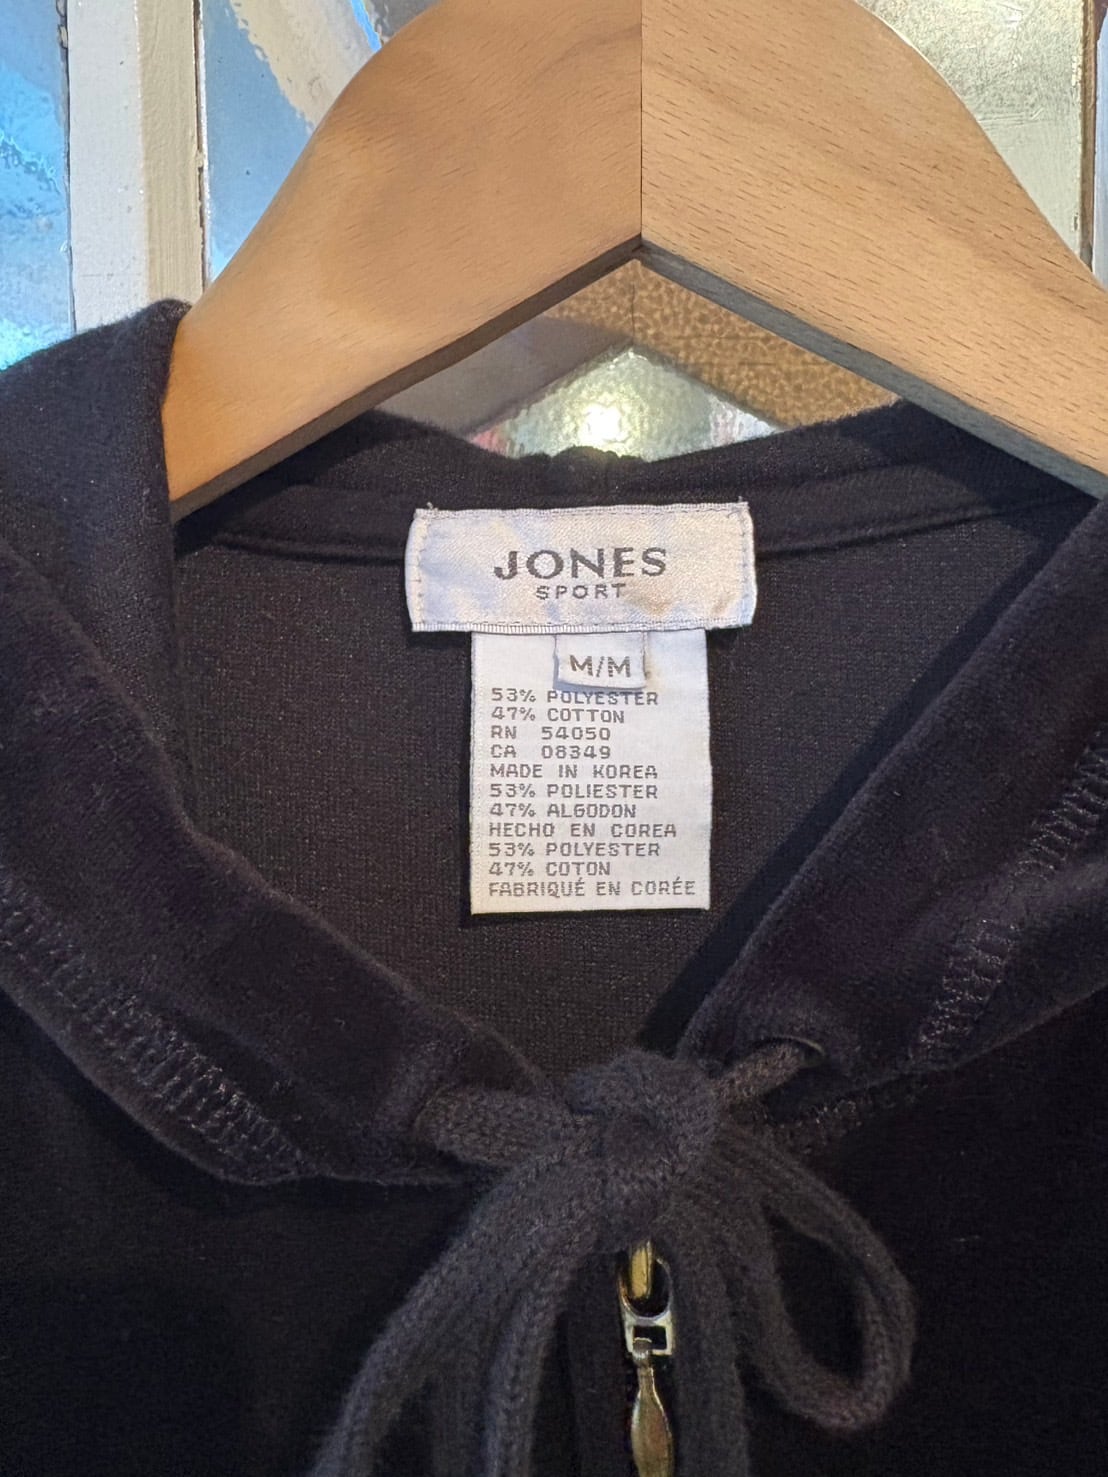 JONES
SPORT
M/M
53% POLYESTER
47% COTTON
RN 54050
CA 08349
MADE IN KOREA
53% POLIESTER
47% ALGODON
HECHO EN COREA
53% POLYESTER
47% COTON
FABRIQUÉ EN CORÉE